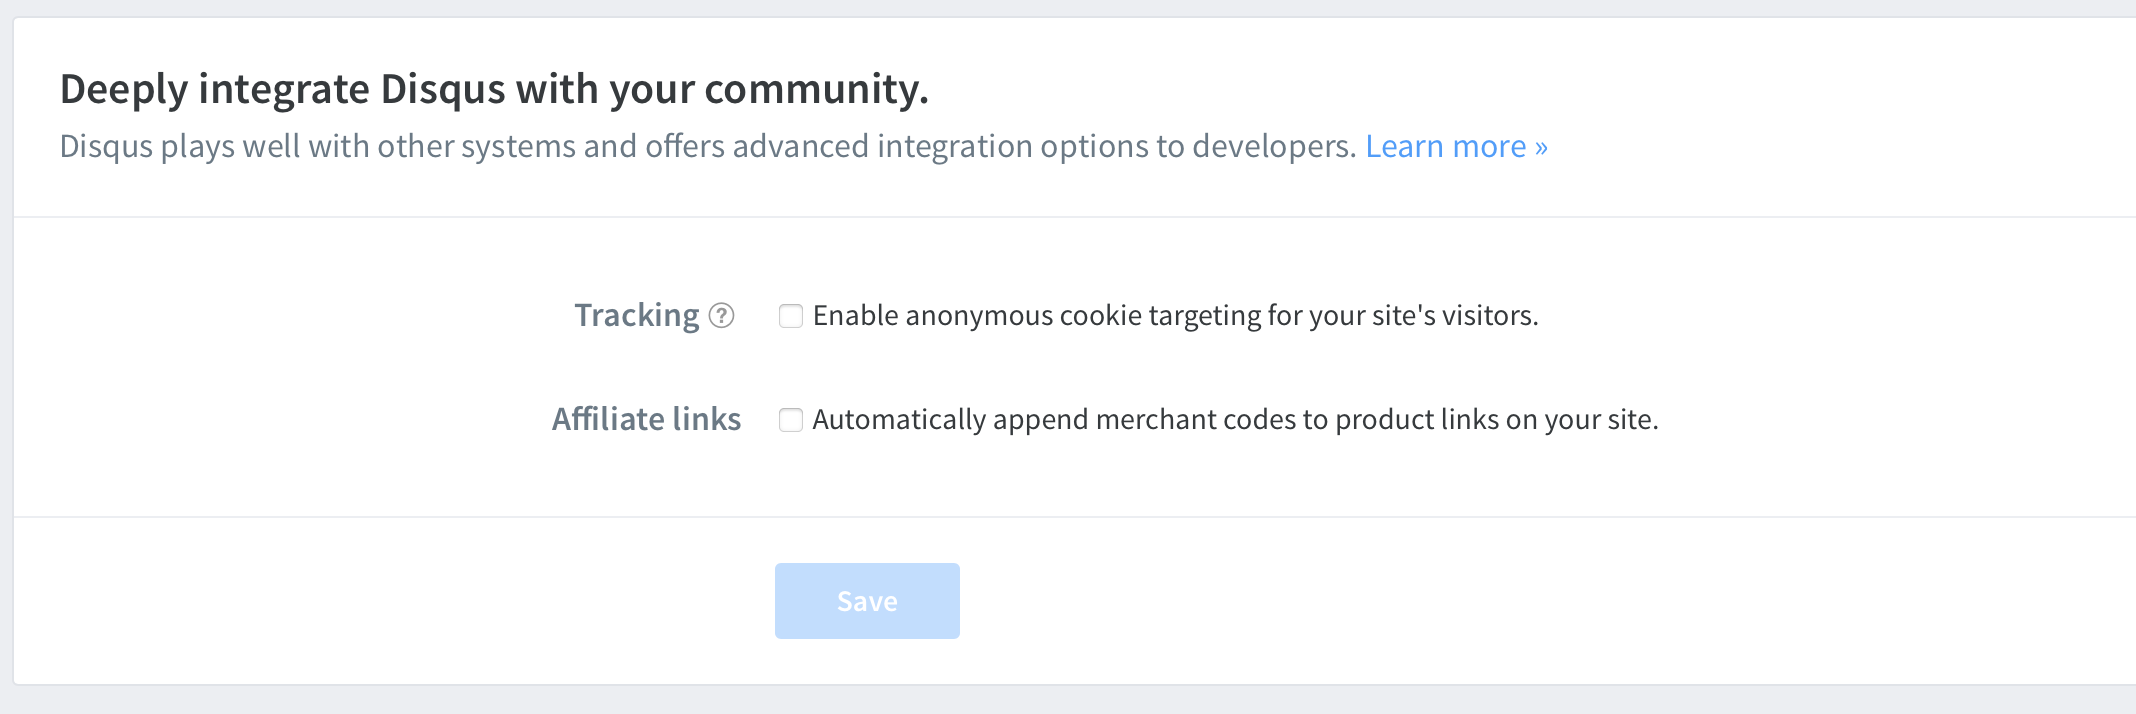 Deeply integrate Disqus with your community.
Disqus plays well with other systems and offers advanced integration options to developers. Learn more »
Tracking ? Enable anonymous cookie targeting for your site's visitors.
Affiliate links Automatically append merchant codes to product links on your site.
Save